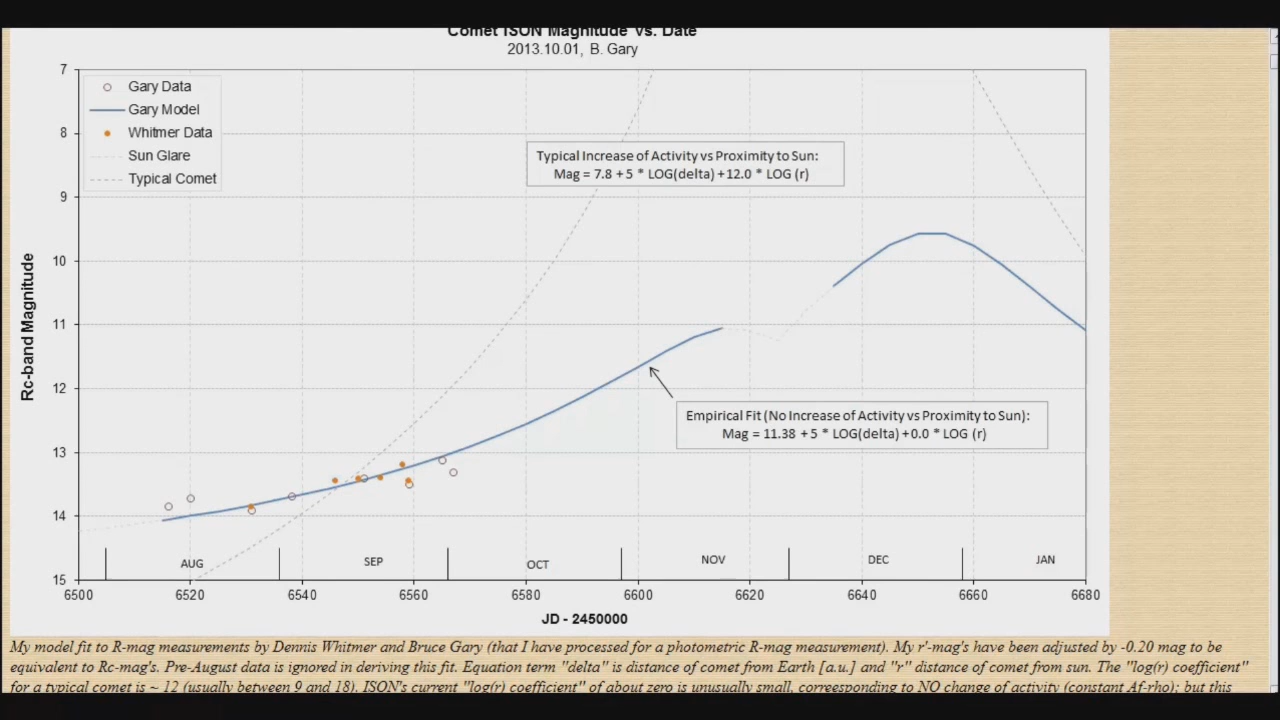 Comet ISON Magnitude vs. Date
2013.10.01, B. Gary
7
8
9
10
11
12
13
14
15
Rc-band Magnitude
Gary Data
Gary Model
Whitmer Data
Sun Glare
Typical Comet
Typical Increase of Activity vs Proximity to Sun:
Mag = 7.8 + 5 * LOG(delta) +12.0 * LOG (r)
Empirical Fit (No Increase of Activity vs Proximity to Sun):
Mag = 11.38 + 5 * LOG(delta) +0.0 * LOG (r)
AUG SEP OCT NOV DEC JAN
6500 6520 6540 6560 6580 6600 6620 6640 6660 6680
JD - 2450000
My model fit to R-mag measurements by Dennis Whitmer and Bruce Gary (that I have processed for a photometric R-mag measurement). My r'-mag's have been adjusted by -0.20 mag to be
equivalent to Rc-mag's. Pre-August data is ignored in deriving this fit. Equation term "delta" is distance of comet from Earth [a.u.] and "r" distance of comet from sun. The "log(r) coefficient"
for a typical comet is ~ 12 (usually between 9 and 18). ISON's current "log(r) coefficient" of about zero is unusually small, corresponding to NO change of activity (constant Af-rho); but this